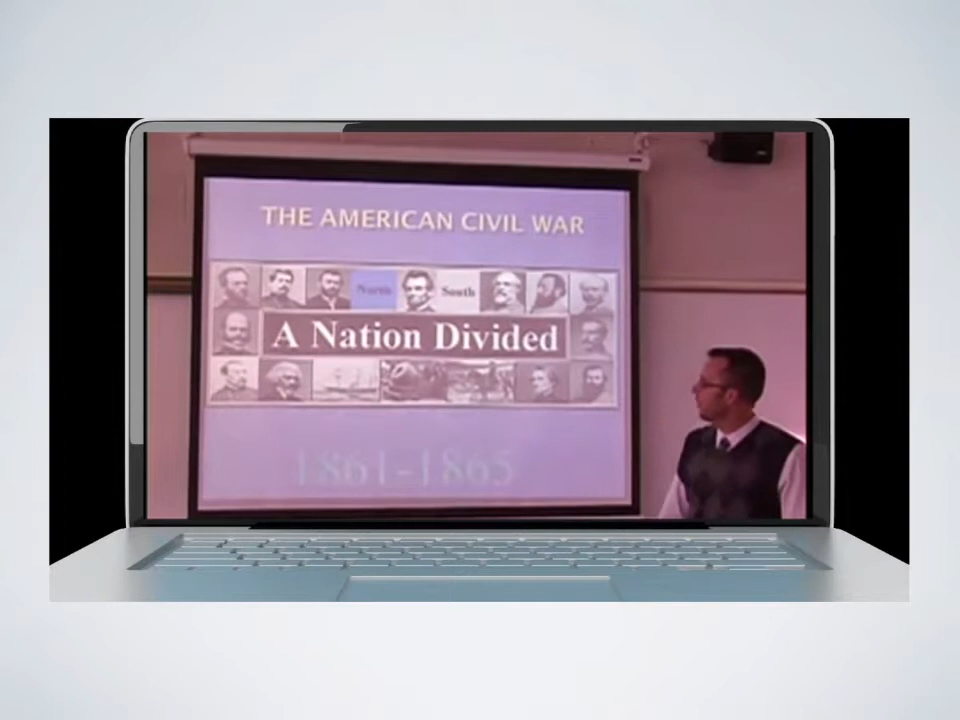 THE AMERICAN CIVIL WAR
North
South
A Nation Divided
1861-1865